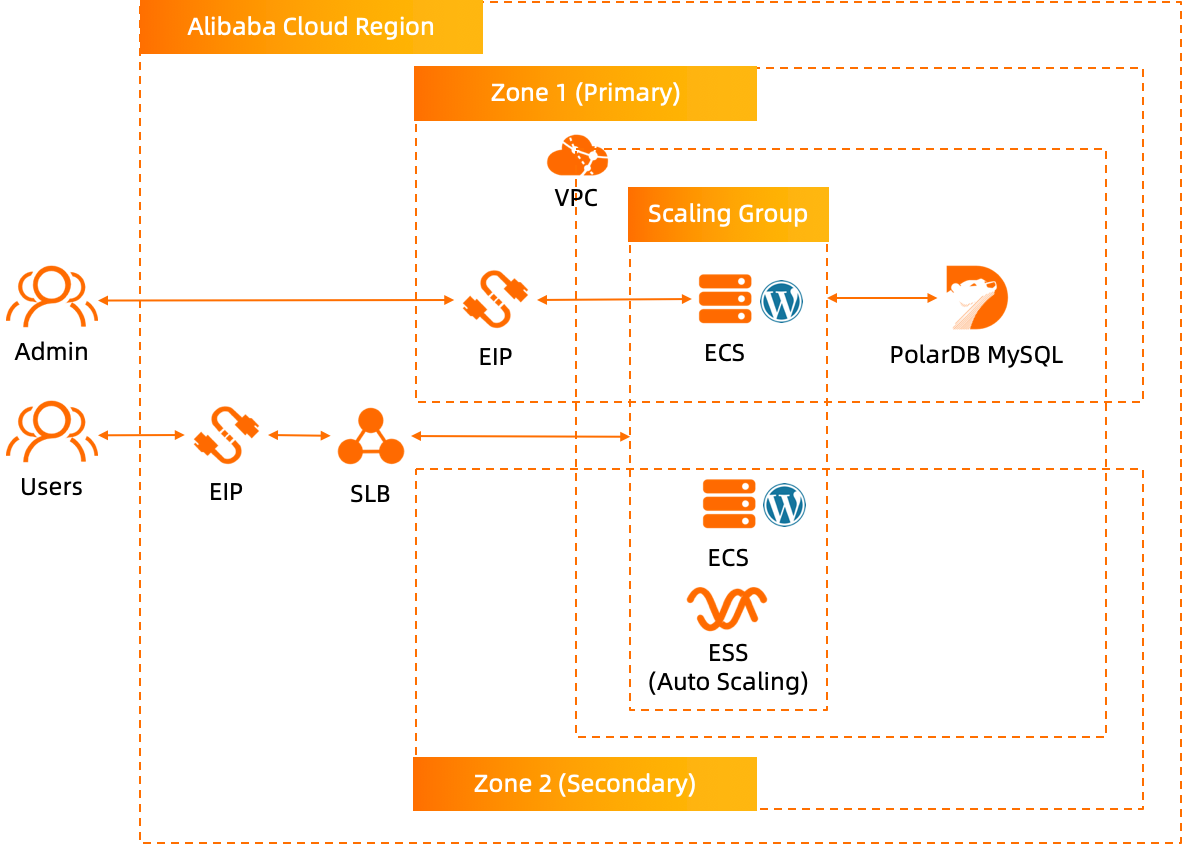 Alibaba Cloud Region
Zone 1 (Primary)
VPC
Scaling Group
Admin
EIP
ECS
PolarDB MySQL
Users
EIP
SLB
ECS
ESS
(Auto Scaling)
Zone 2 (Secondary)